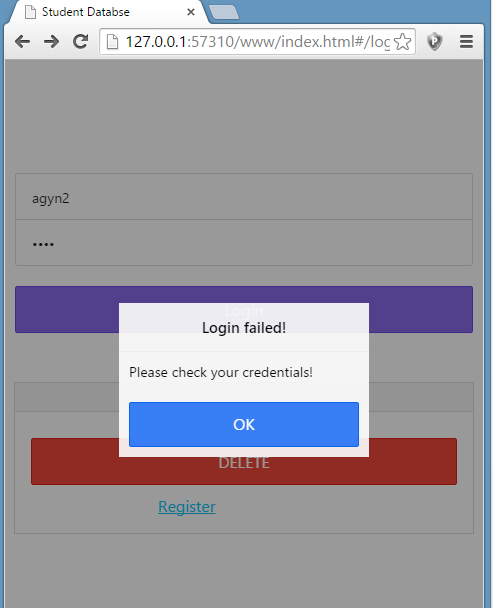 Student Databse
127.0.0.1:57310/www/index.html#/log
agyn2
••••
Login
Login failed!
Please check your credentials!
OK
DELETE
Register